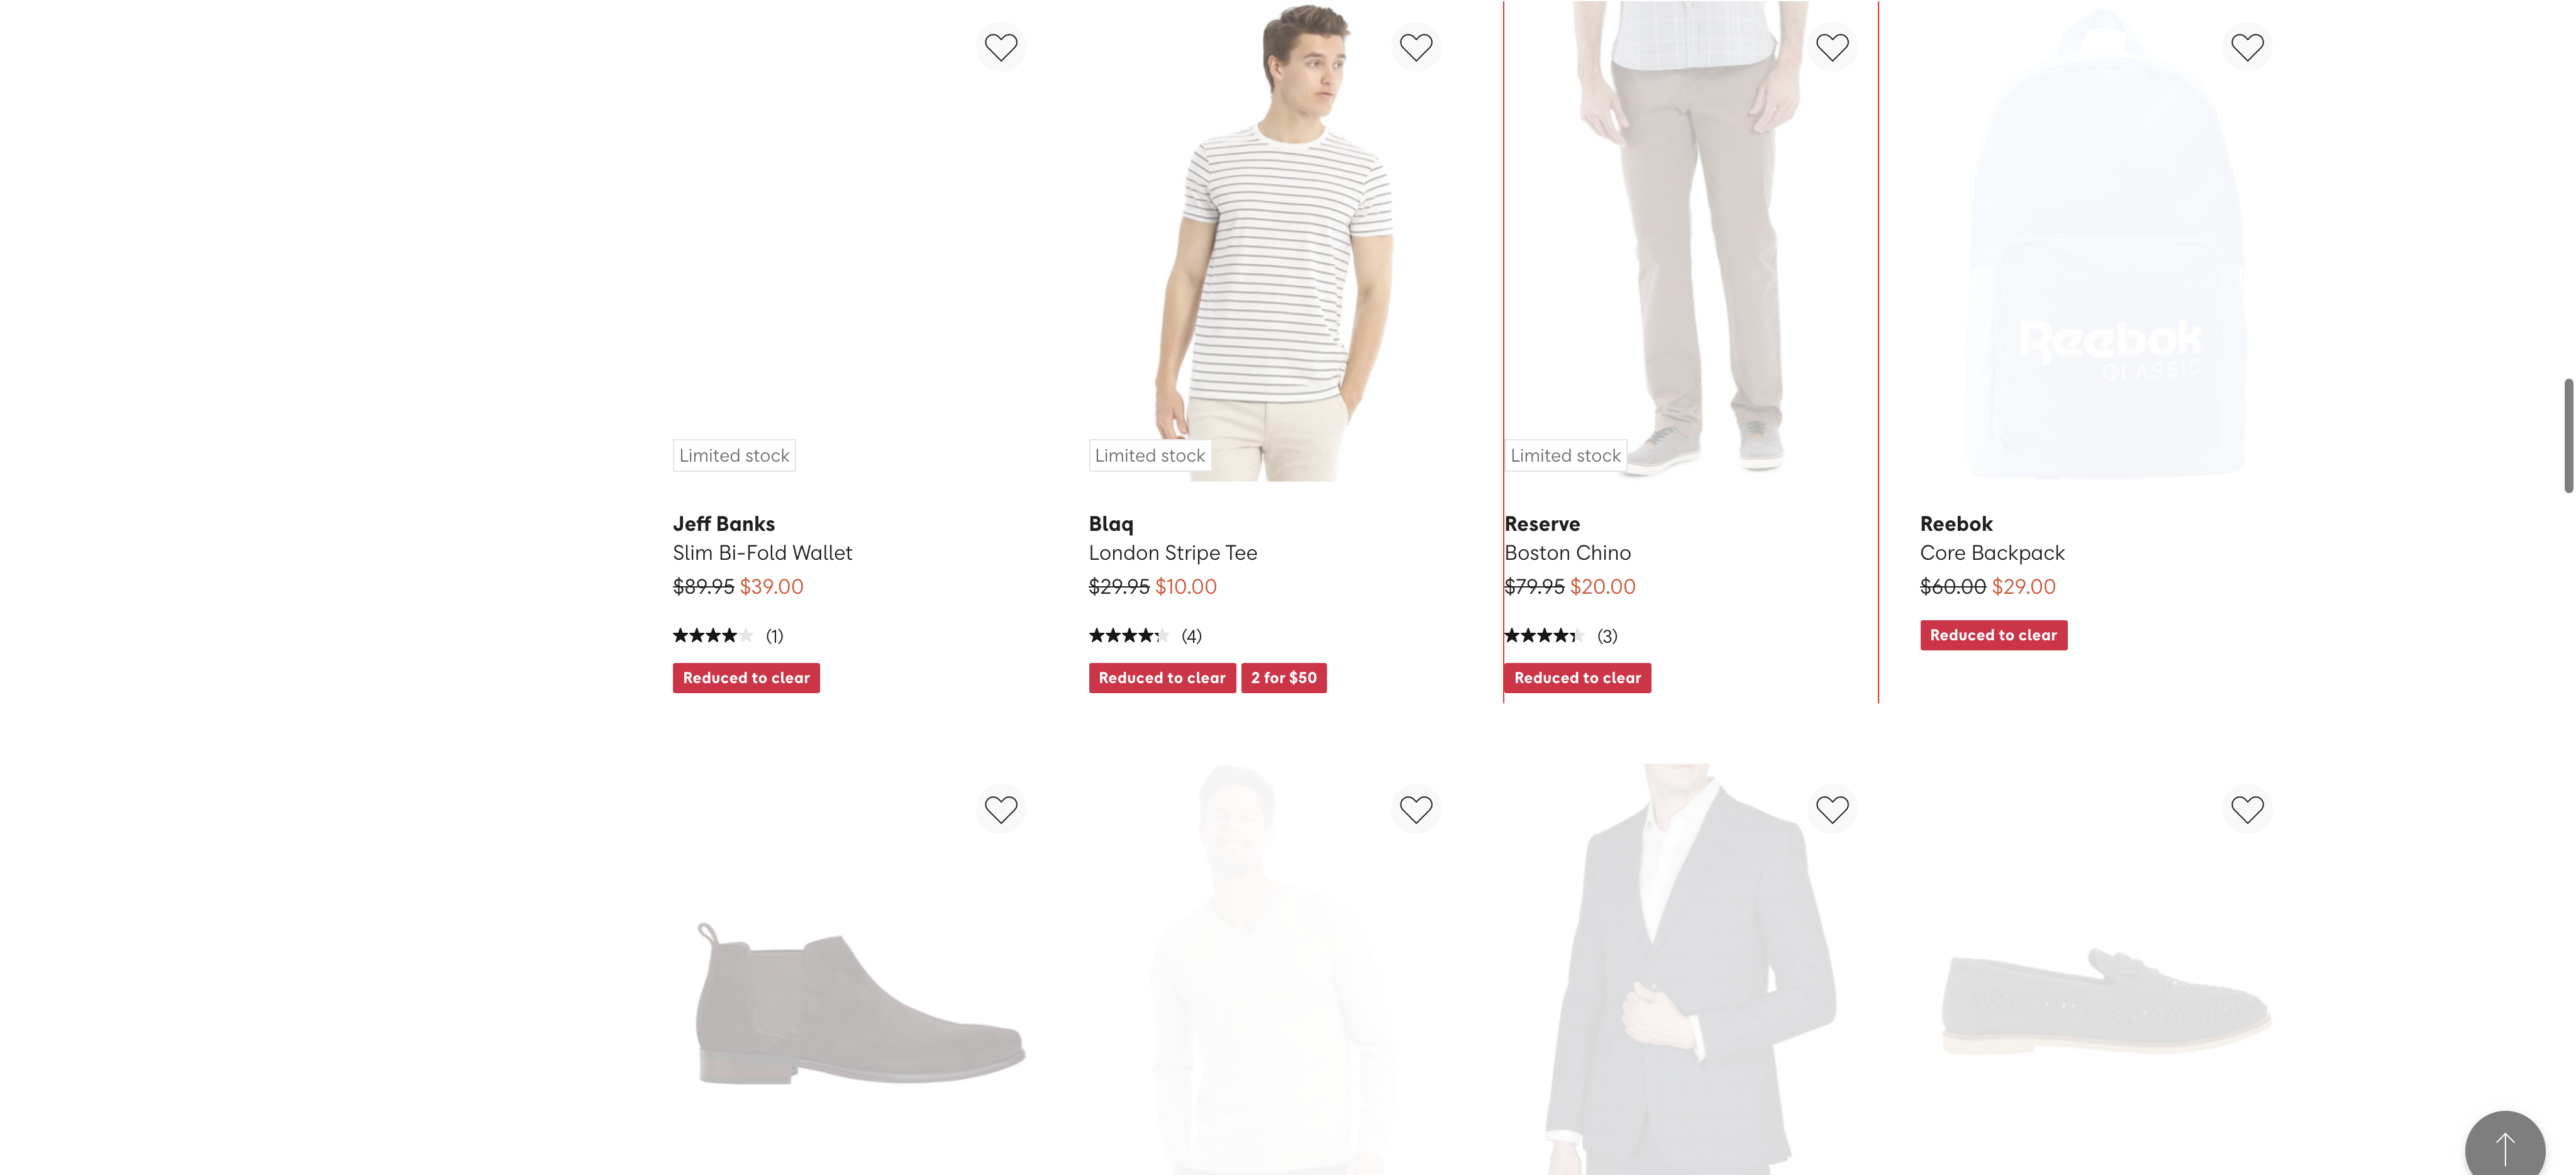 Limited stock
Jeff Banks
Slim Bi-Fold Wallet
$89.95 $39.00
(1)
Reduced to clear
Limited stock
Blaq
London Stripe Tee
$29.95 $10.00
(4)
Reduced to clear 2 for $50
Limited stock
Reserve
Boston Chino
$79.95 $20.00
(3)
Reduced to clear
Reebok
CLASSIC
Reebok
Core Backpack
$60.00 $29.00
Reduced to clear